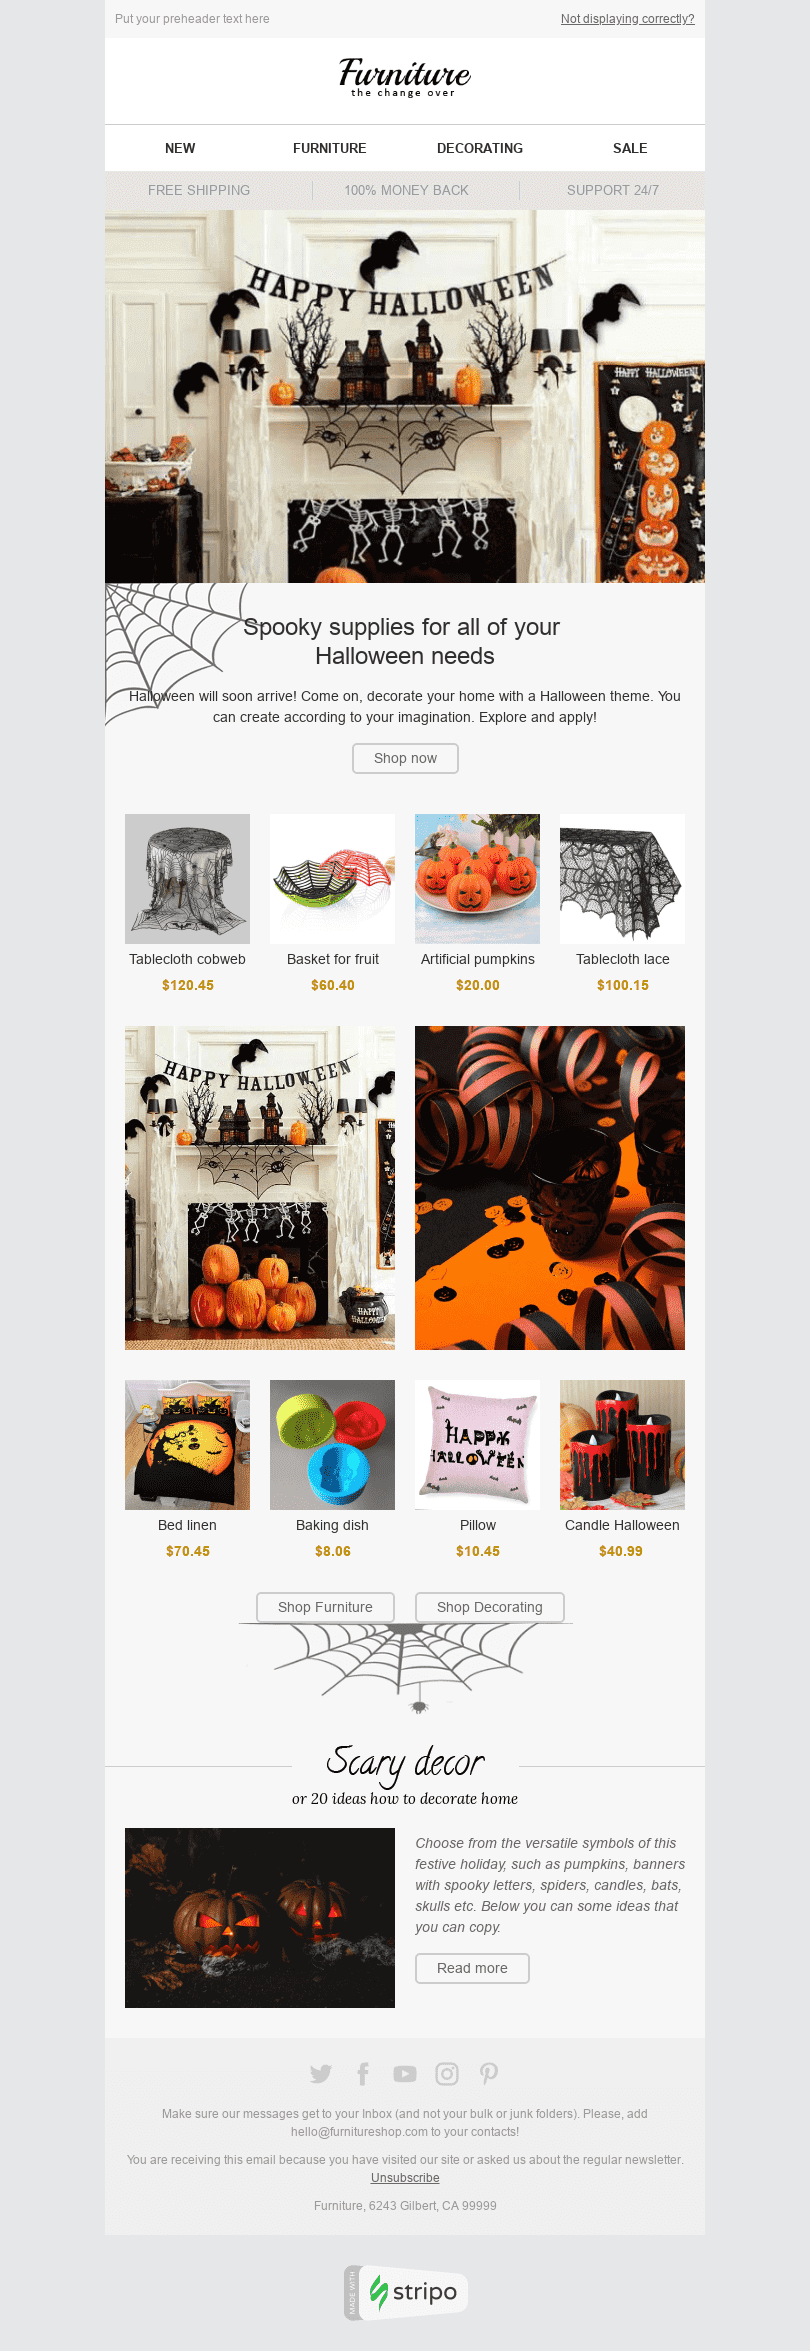 Put your preheader text here
Not displaying correctly?
Furniture
the change over
NEW
FURNITURE
DECORATING
SALE
FREE SHIPPING
100% MONEY BACK
SUPPORT 24/7
HAPPY HALLOWEEN
HAPPY HALLOWEEN!
Spooky supplies for all of your
Halloween needs
Halloween will soon arrive! Come on, decorate your home with a Halloween theme. You
can create according to your imagination. Explore and apply!
Shop now
Tablecloth cobweb
$120.45
Basket for fruit
$60.40
Artificial pumpkins
$20.00
Tablecloth lace
$100.15
HAPPY HALLOWEEN
HAPPY
Bed linen
$70.45
Baking dish
$8.06
HAPPY
HALLOWEEN
Pillow
$10.45
Candle Halloween
$40.99
Shop Furniture
Shop Decorating
Scary decor
or 20 ideas how to decorate home
Choose from the versatile symbols of this
festive holiday, such as pumpkins, banners
with spooky letters, spiders, candles, bats,
skulls etc. Below you can some ideas that
you can copy.
Read more
Make sure our messages get to your Inbox (and not your bulk or junk folders). Please, add
hello@furnitureshop.com to your contacts!
You are receiving this email because you have visited our site or asked us about the regular newsletter.
Unsubscribe
Furniture, 6243 Gilbert, CA 99999
MADE WITH
stripo